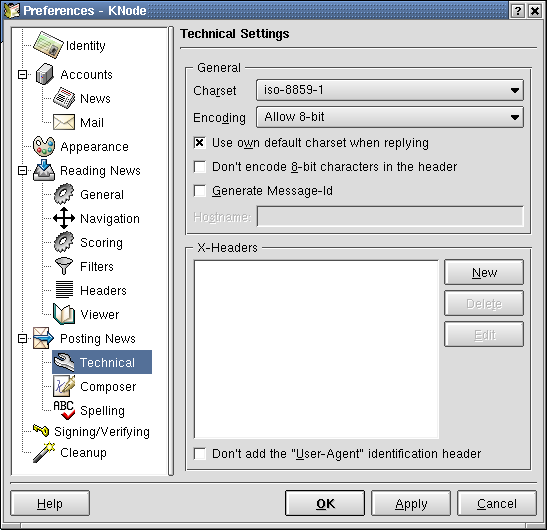 Preferences - KNode
Identity
Accounts
News
Mail
Appearance
Reading News
General
Navigation
Scoring
Filters
Headers
Viewer
Posting News
Technical
ABC
Composer
Spelling
Signing/Verifying
Cleanup
Technical Settings
General
Charset
iso-8859-1
Encoding
Allow 8-bit
Use own default charset when replying
Don't encode 8-bit characters in the header
Generate Message-Id
Hostname:
X-Headers
New
Delete
Edit
Don't add the "User-Agent" identification header
Help
OK
Apply
Cancel